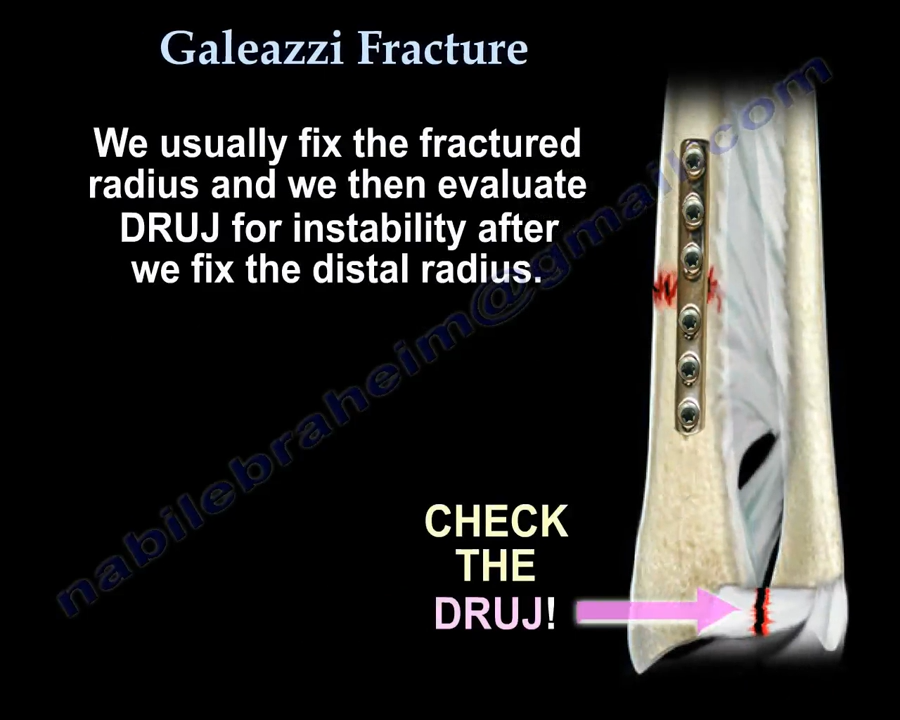 Galeazzi Fracture
We usually fix the fractured
radius and we then evaluate
DRUJ for instability after
we fix the distal radius.
nabilebraheim@gmail.com
CHECK
THE
DRUJ!